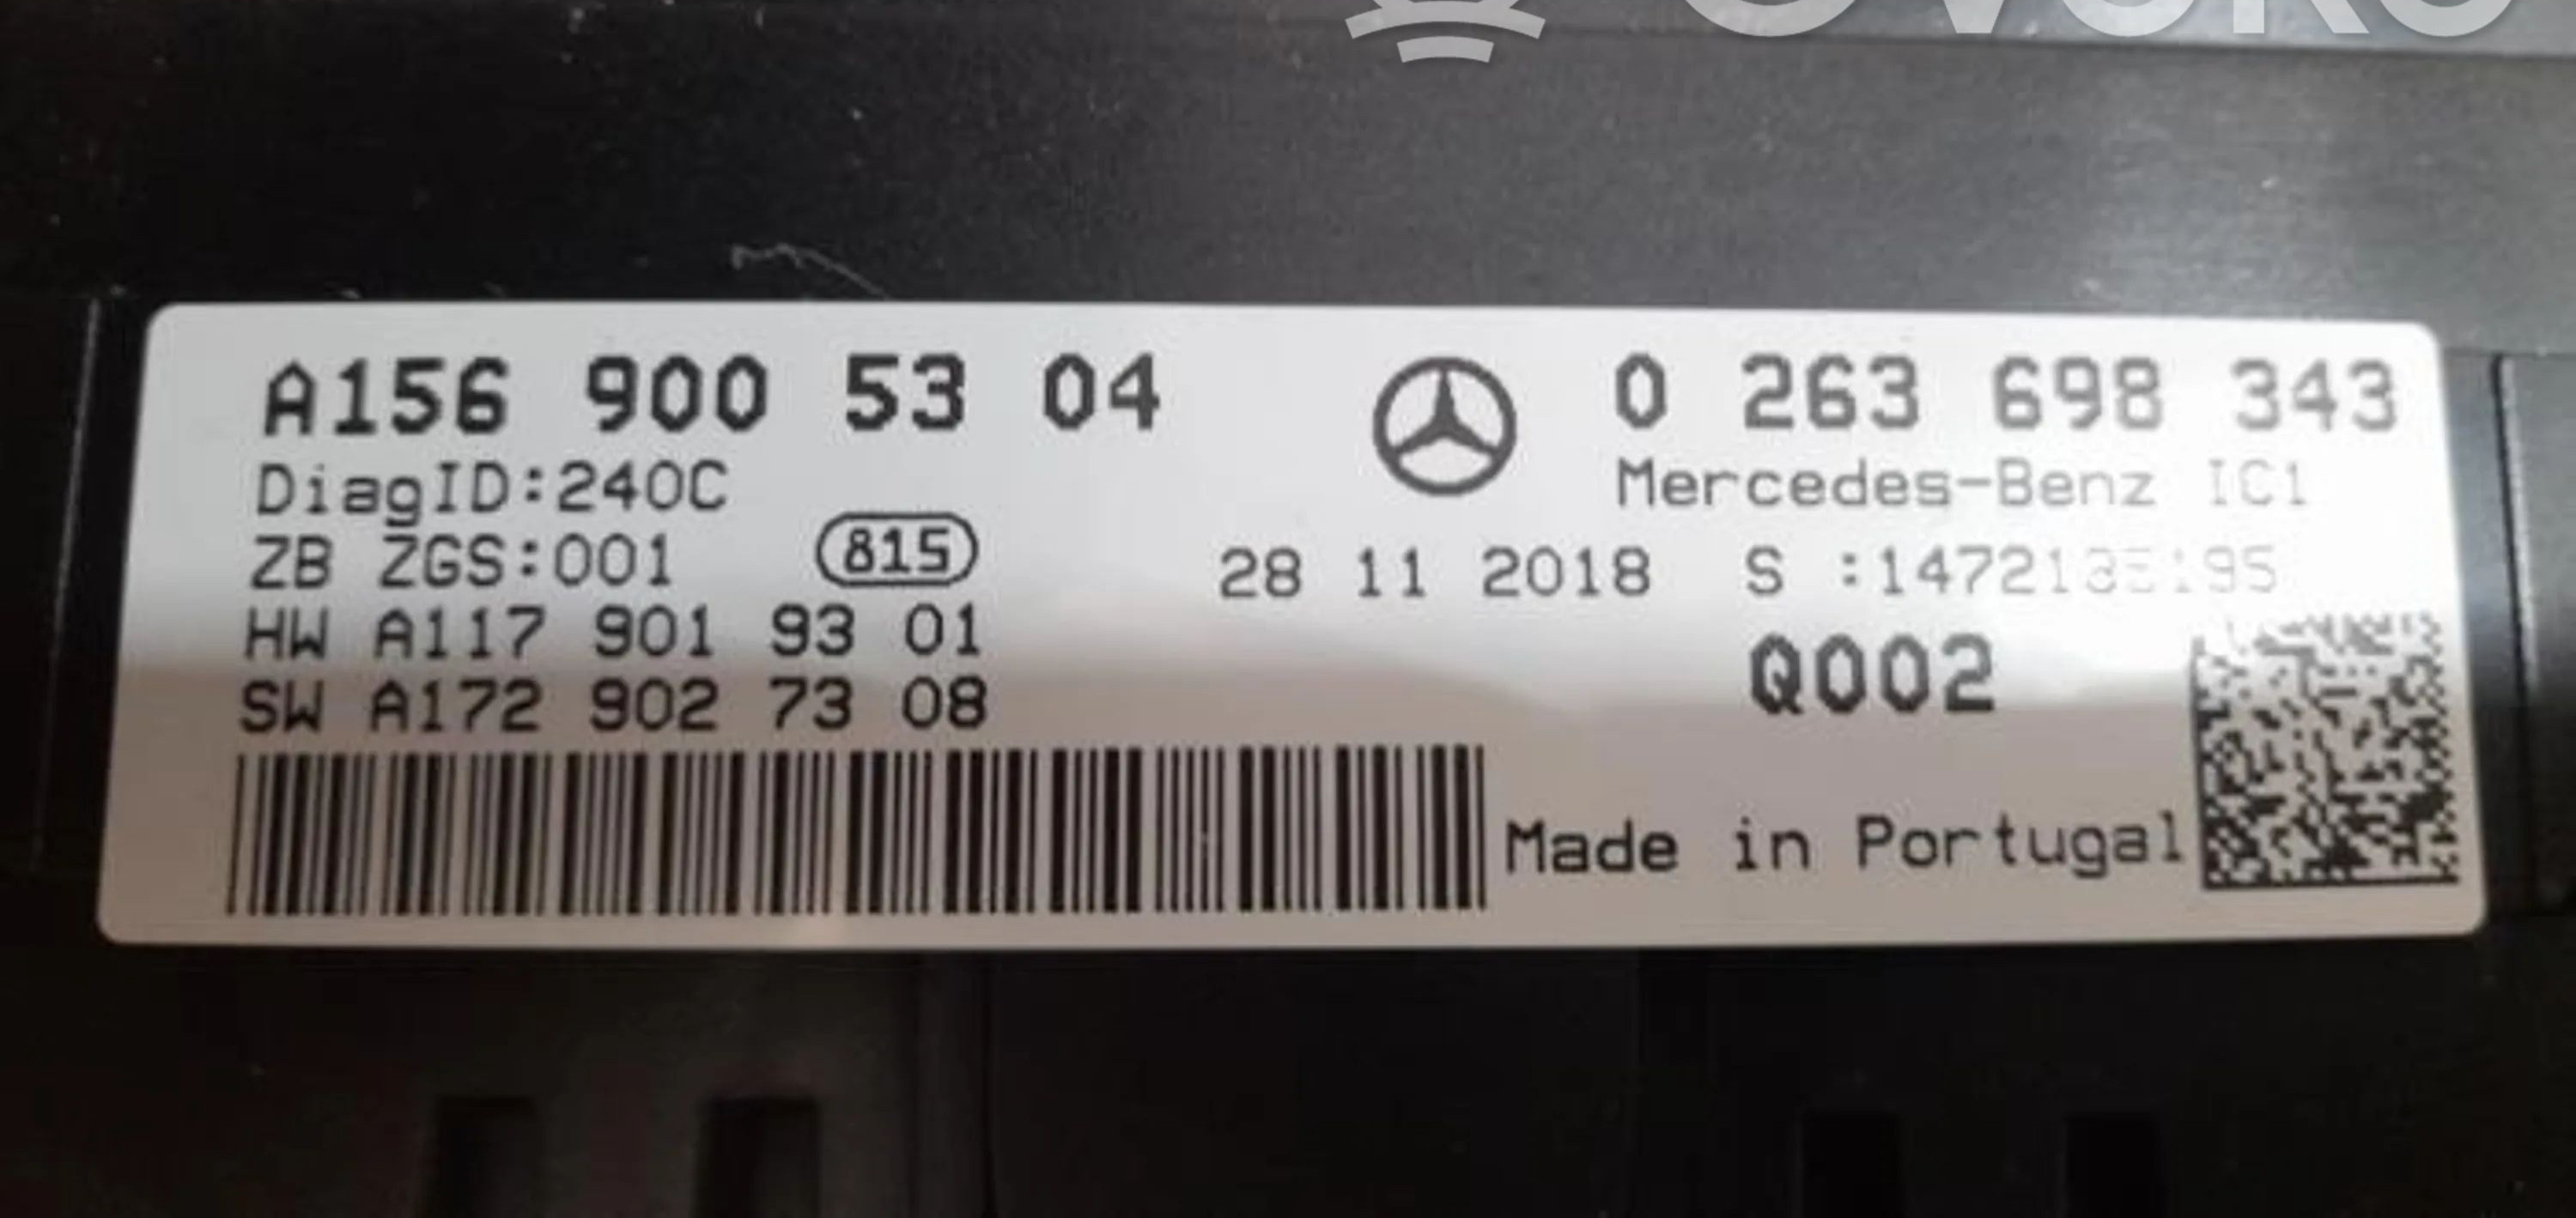 A156 900 53 04
0 263 698 343
DiagID:240C
Mercedes-Benz IC1
ZB ZGS:001
815
28 11 2018 S
HW A117 901 93 01
Q002
SW A172 902 73 08
Made in Portugal